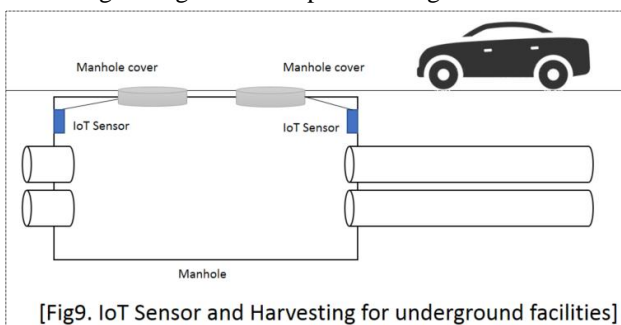 Manhole cover Manhole cover
IoT Sensor IoT Sensor
Manhole
[Fig9. IoT Sensor and Harvesting for underground facilities]